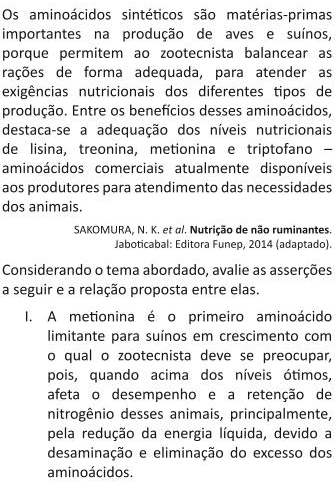 Os aminoácidos sintéticos são matérias-primas
importantes na produção de aves e suínos,
porque permitem ao zootecnista balancear as
rações de forma adequada, para atender as
exigências nutricionais dos diferentes tipos de
produção. Entre os benefícios desses aminoácidos,
destaca-se a adequação dos níveis nutricionais
de lisina, treonina, metionina e triptofano –
aminoácidos comerciais atualmente disponíveis
aos produtores para atendimento das necessidades
dos animais.
SAKOMURA, N. K. et al. Nutrição de não ruminantes.
Jaboticabal: Editora Funep, 2014 (adaptado).
Considerando o tema abordado, avalie as asserções
a seguir e a relação proposta entre elas.
I. A metionina é o primeiro aminoácido
limitante para suínos em crescimento com
o qual o zootecnista deve se preocupar,
pois, quando acima dos níveis ótimos,
afeta o desempenho e a retenção de
nitrogênio desses animais, principalmente,
pela redução da energia líquida, devido a
desaminação e eliminação do excesso dos
aminoácidos.